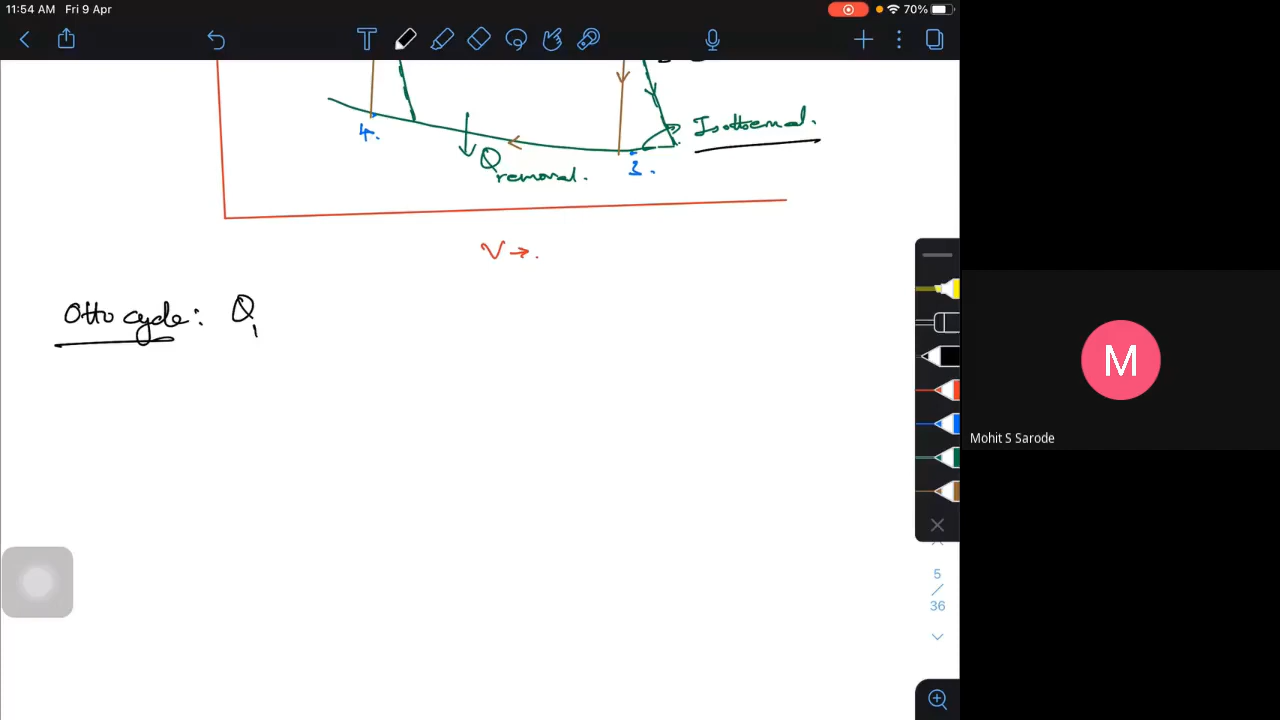 11:54 AM Fri 9 Apr
70%
T
4.
Isothermal.
Q removal.
3.
V →.
Otto cycle: Q1
5
/
36
M
Mohit S Sarode